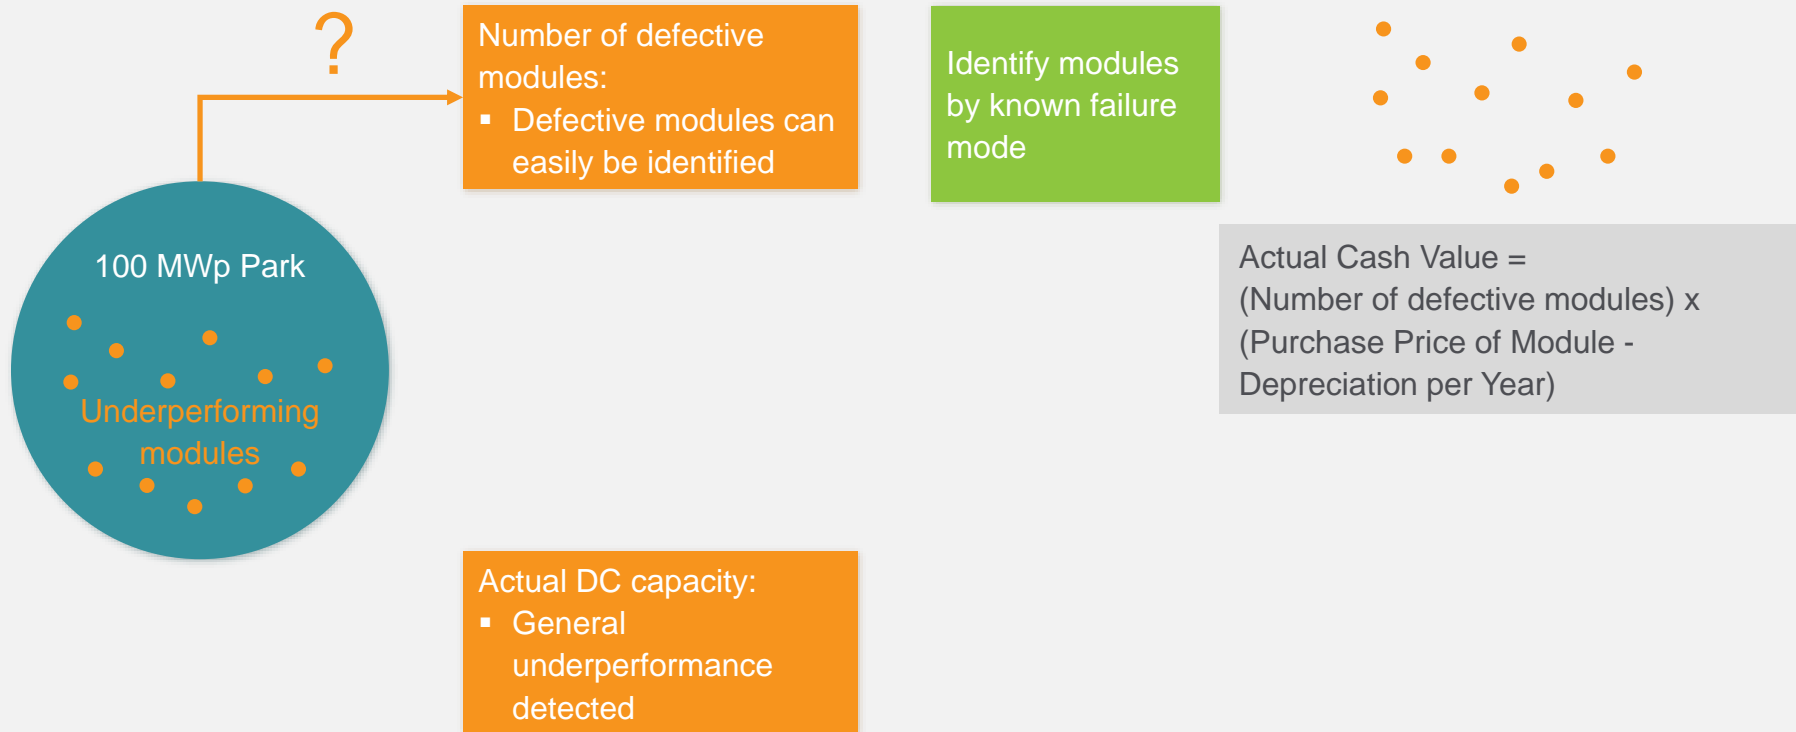 ?
Number of defective
modules:
▪ Defective modules can
easily be identified
Identify modules
by known failure
mode
100 MWp Park
Underperforming
modules
Actual Cash Value =
(Number of defective modules) x
(Purchase Price of Module -
Depreciation per Year)
Actual DC capacity:
▪ General
underperformance
detected